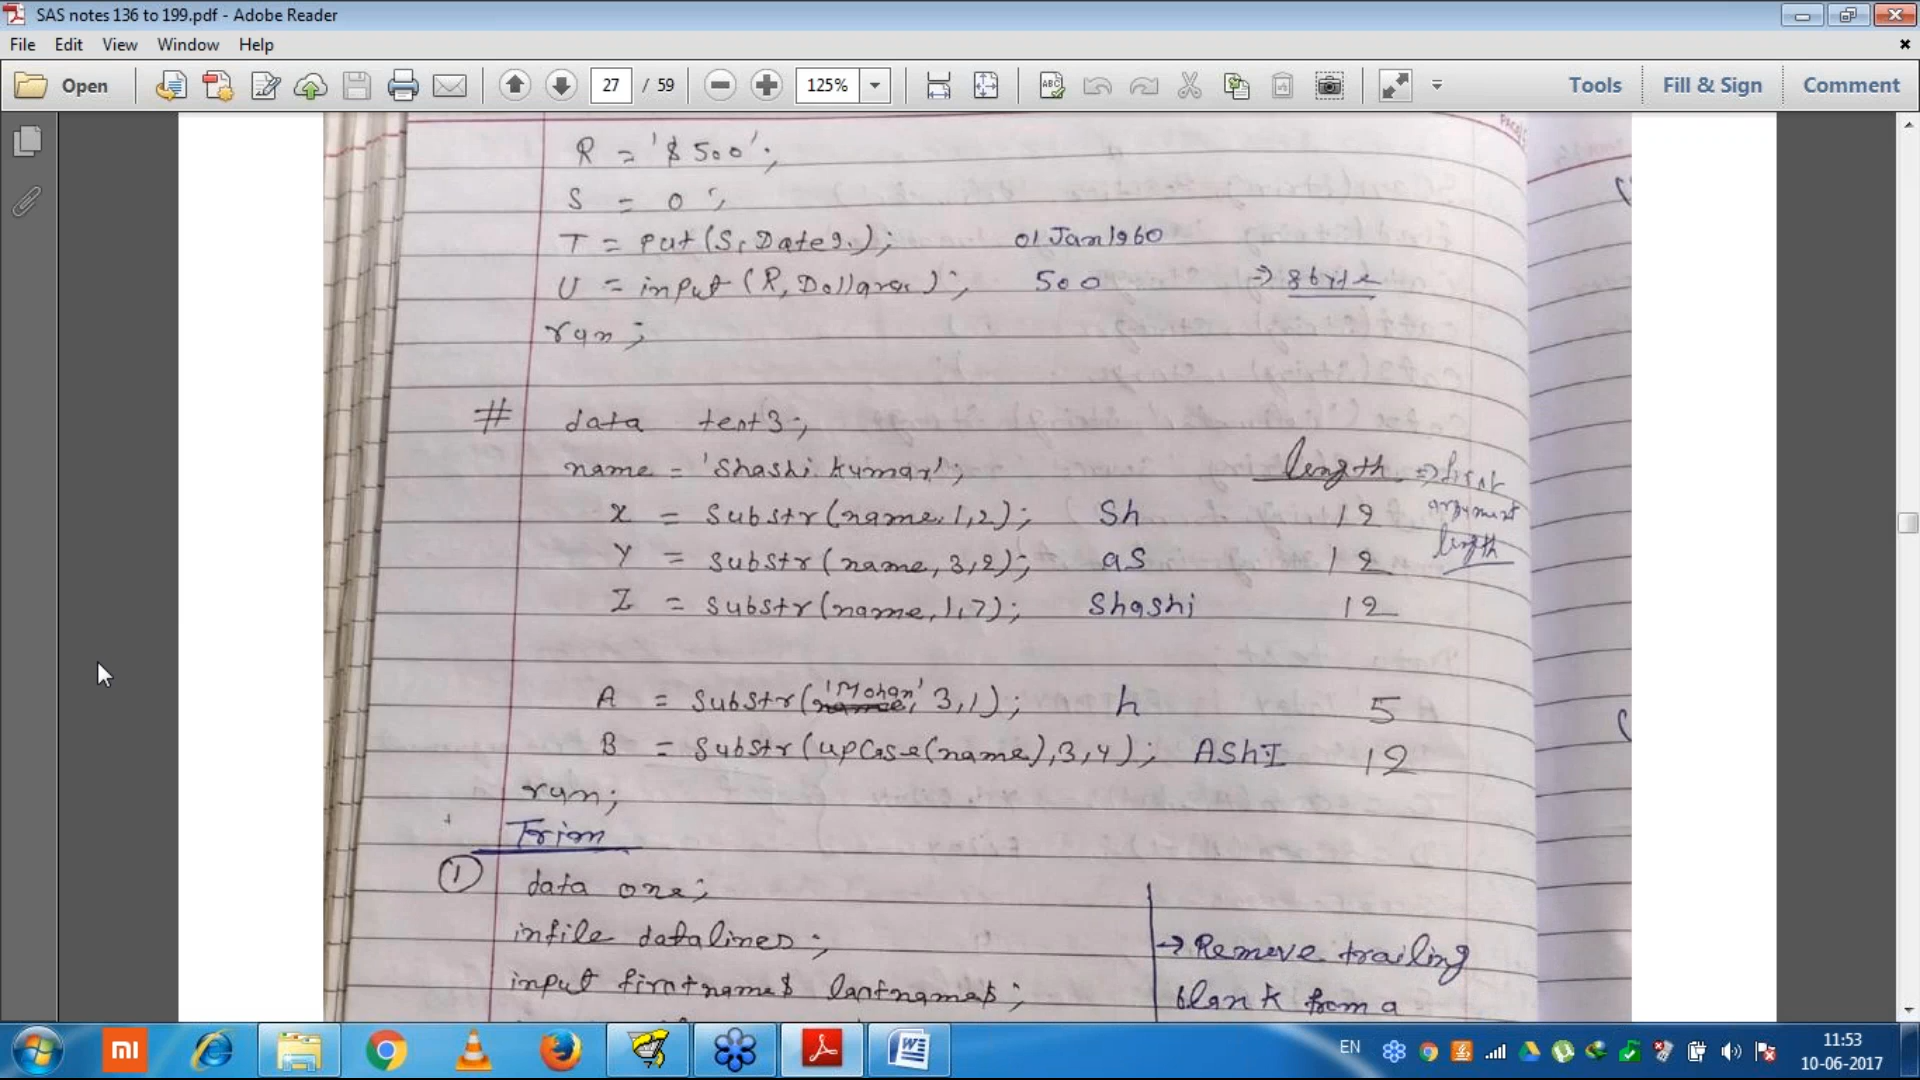 SAS notes 136 to 199.pdf - Adobe Reader
File Edit View Window Help
Open 27 / 59 125% Tools Fill & Sign Comment
R = '$500';
S = 0;
T = put(S, Date9.); 01Jan1960
U = input(R, ); 500 => 8byte
run;
# data test3;
name = 'Shashi kumar'; length => first
X = Substr(name,1,2); Sh 12 argument
Y = Substr(name,3,2); as 12 length
Z = Substr(name,1,7); Shashi 12
A = Substr('Mohan' 3,1); h 5
B = Substr(upCase(name),3,4); AShI 12
run;
Trim
1 data one;
infile datalines;
input firstname$ lastname$;
→ Remove trailing
blank from a
EN 11:53
10-06-2017